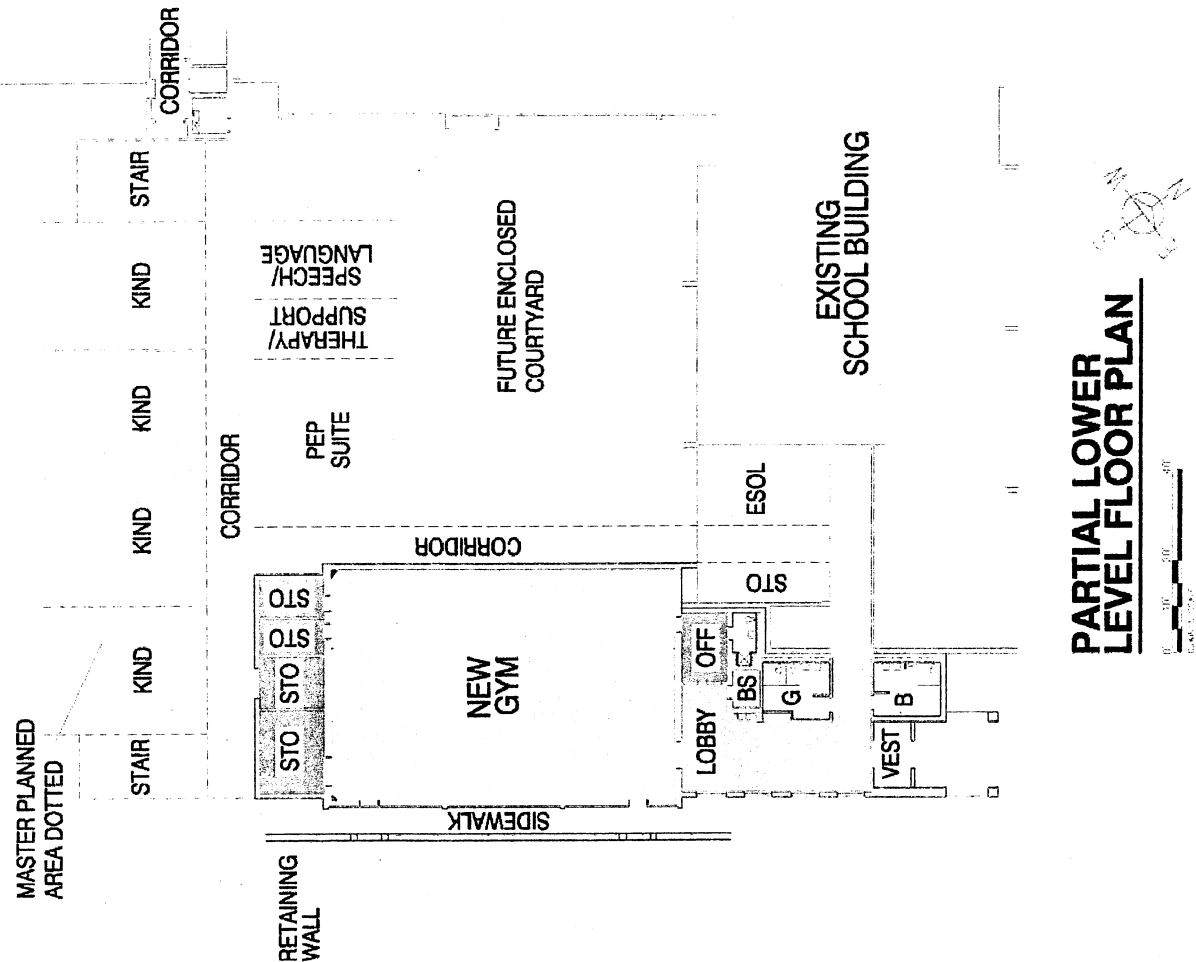 MASTER PLANNED
AREA DOTTED
STAIR
KIND
KIND
KIND
KIND
STAIR
CORRIDOR
CORRIDOR
PEP
SUITE
THERAPY/
SUPPORT
SPEECH/
LANGUAGE
FUTURE ENCLOSED
COURTYARD
CORRIDOR
RETAINING
WALL
SIDEWALK
STO
STO
STO
STO
NEW
GYM
LOBBY
OFF
BS
G
B
VEST
STO
ESOL
EXISTING
SCHOOL BUILDING
PARTIAL LOWER
LEVEL FLOOR PLAN
N